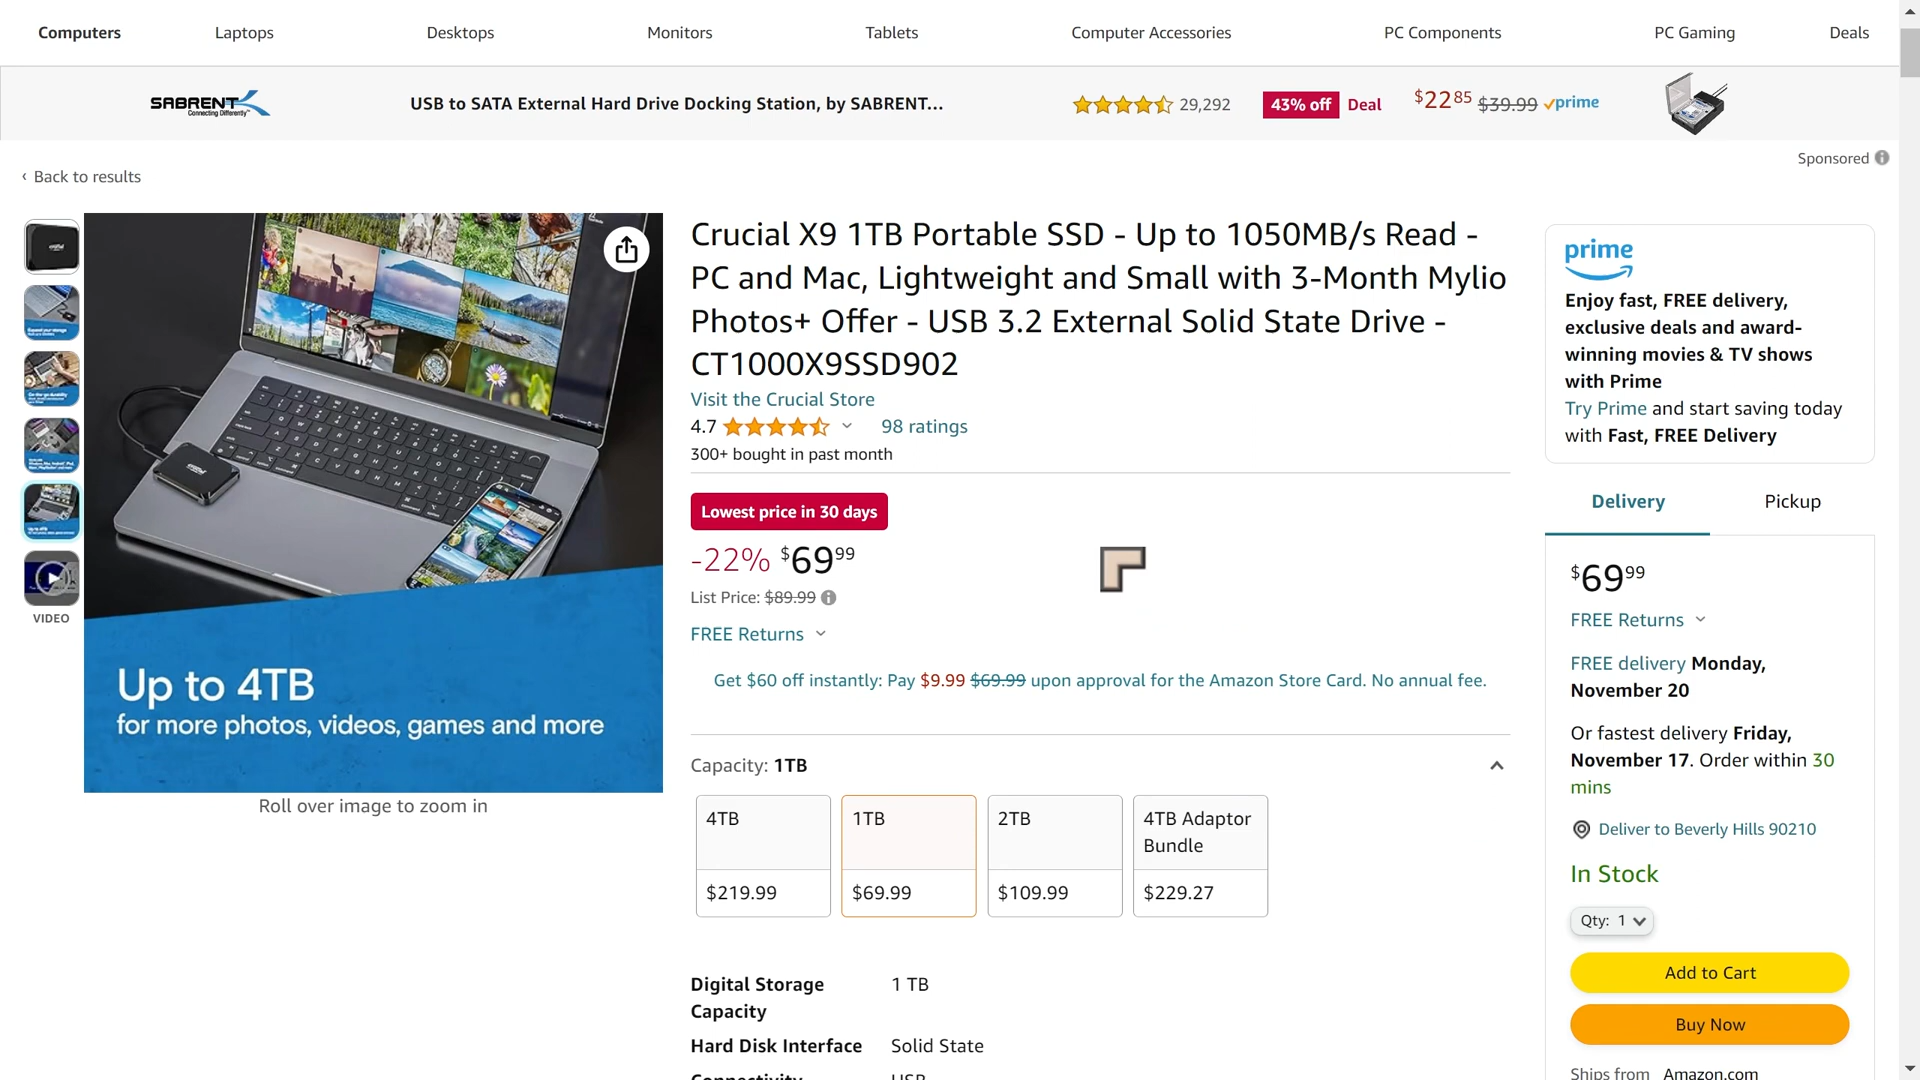 Computers
Laptops
Desktops
Monitors
Tablets
Computer Accessories
PC Components
PC Gaming
Deals
SABRENT
Connecting Differently™
USB to SATA External Hard Drive Docking Station, by SABRENT...
29,292
43% off
Deal
$22 85
$39.99
prime
Sponsored
‹ Back to results
VIDEO
Up to 4TB
for more photos, videos, games and more
Roll over image to zoom in
Crucial X9 1TB Portable SSD - Up to 1050MB/s Read -
PC and Mac, Lightweight and Small with 3-Month Mylio
Photos+ Offer - USB 3.2 External Solid State Drive -
CT1000X9SSD902
Visit the Crucial Store
4.7
98 ratings
300+ bought in past month
Lowest price in 30 days
-22% $69 99
List Price: $89.99
FREE Returns
Get $60 off instantly: Pay $9.99 $69.99 upon approval for the Amazon Store Card. No annual fee.
Capacity: 1TB
4TB
$219.99
1TB
$69.99
2TB
$109.99
4TB Adaptor
Bundle
$229.27
Digital Storage
Capacity
1 TB
Hard Disk Interface
Solid State
Connectivity
USB
prime
Enjoy fast, FREE delivery,
exclusive deals and award-
winning movies & TV shows
with Prime
Try Prime and start saving today
with Fast, FREE Delivery
Delivery
Pickup
$69 99
FREE Returns
FREE delivery Monday,
November 20
Or fastest delivery Friday,
November 17. Order within 30
mins
Deliver to Beverly Hills 90210
In Stock
Qty: 1
Add to Cart
Buy Now
Ships from
Amazon.com